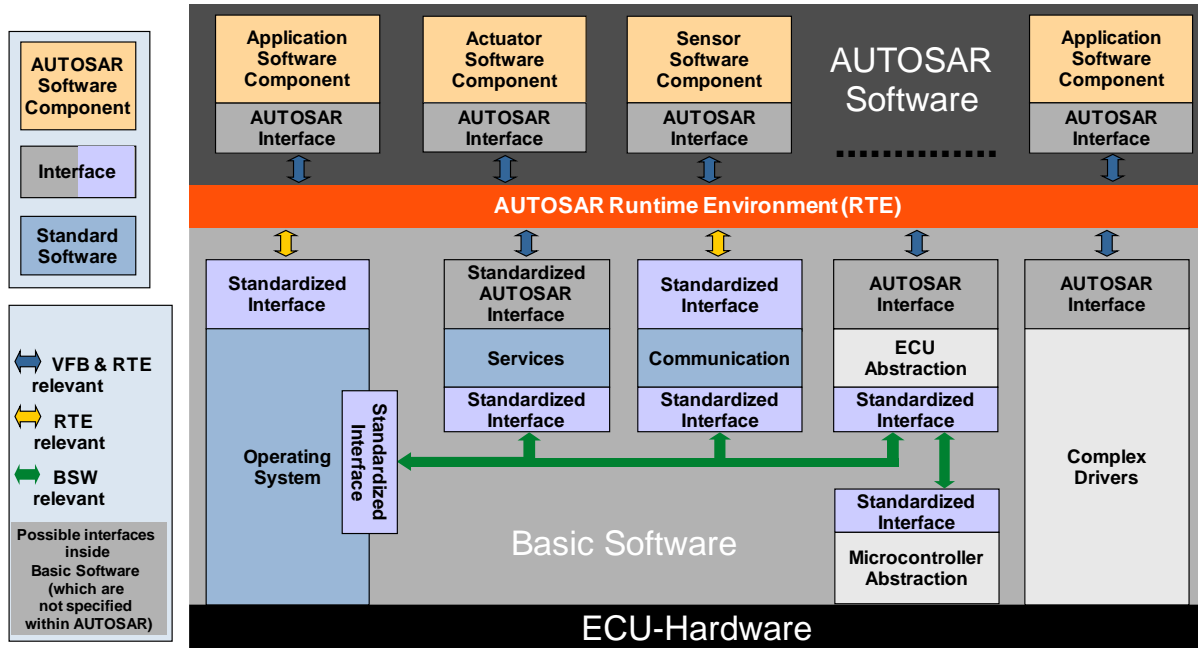 AUTOSAR
Software
Component
Interface
Standard
Software
VFB & RTE
relevant
RTE
relevant
BSW
relevant
Possible interfaces
inside
Basic Software
(which are
not specified
within AUTOSAR)
Application
Software
Component
AUTOSAR
Interface
Actuator
Software
Component
AUTOSAR
Interface
Sensor
Software
Component
AUTOSAR
Interface
AUTOSAR
Software
Application
Software
Component
AUTOSAR
Interface
AUTOSAR Runtime Environment (RTE)
Standardized
Interface
Operating
System
Standardized
Interface
Standardized
AUTOSAR
Interface
Services
Standardized
Interface
Standardized
Interface
Communication
Standardized
Interface
AUTOSAR
Interface
ECU
Abstraction
Standardized
Interface
Standardized
Interface
Microcontroller
Abstraction
AUTOSAR
Interface
Complex
Drivers
Basic Software
ECU-Hardware